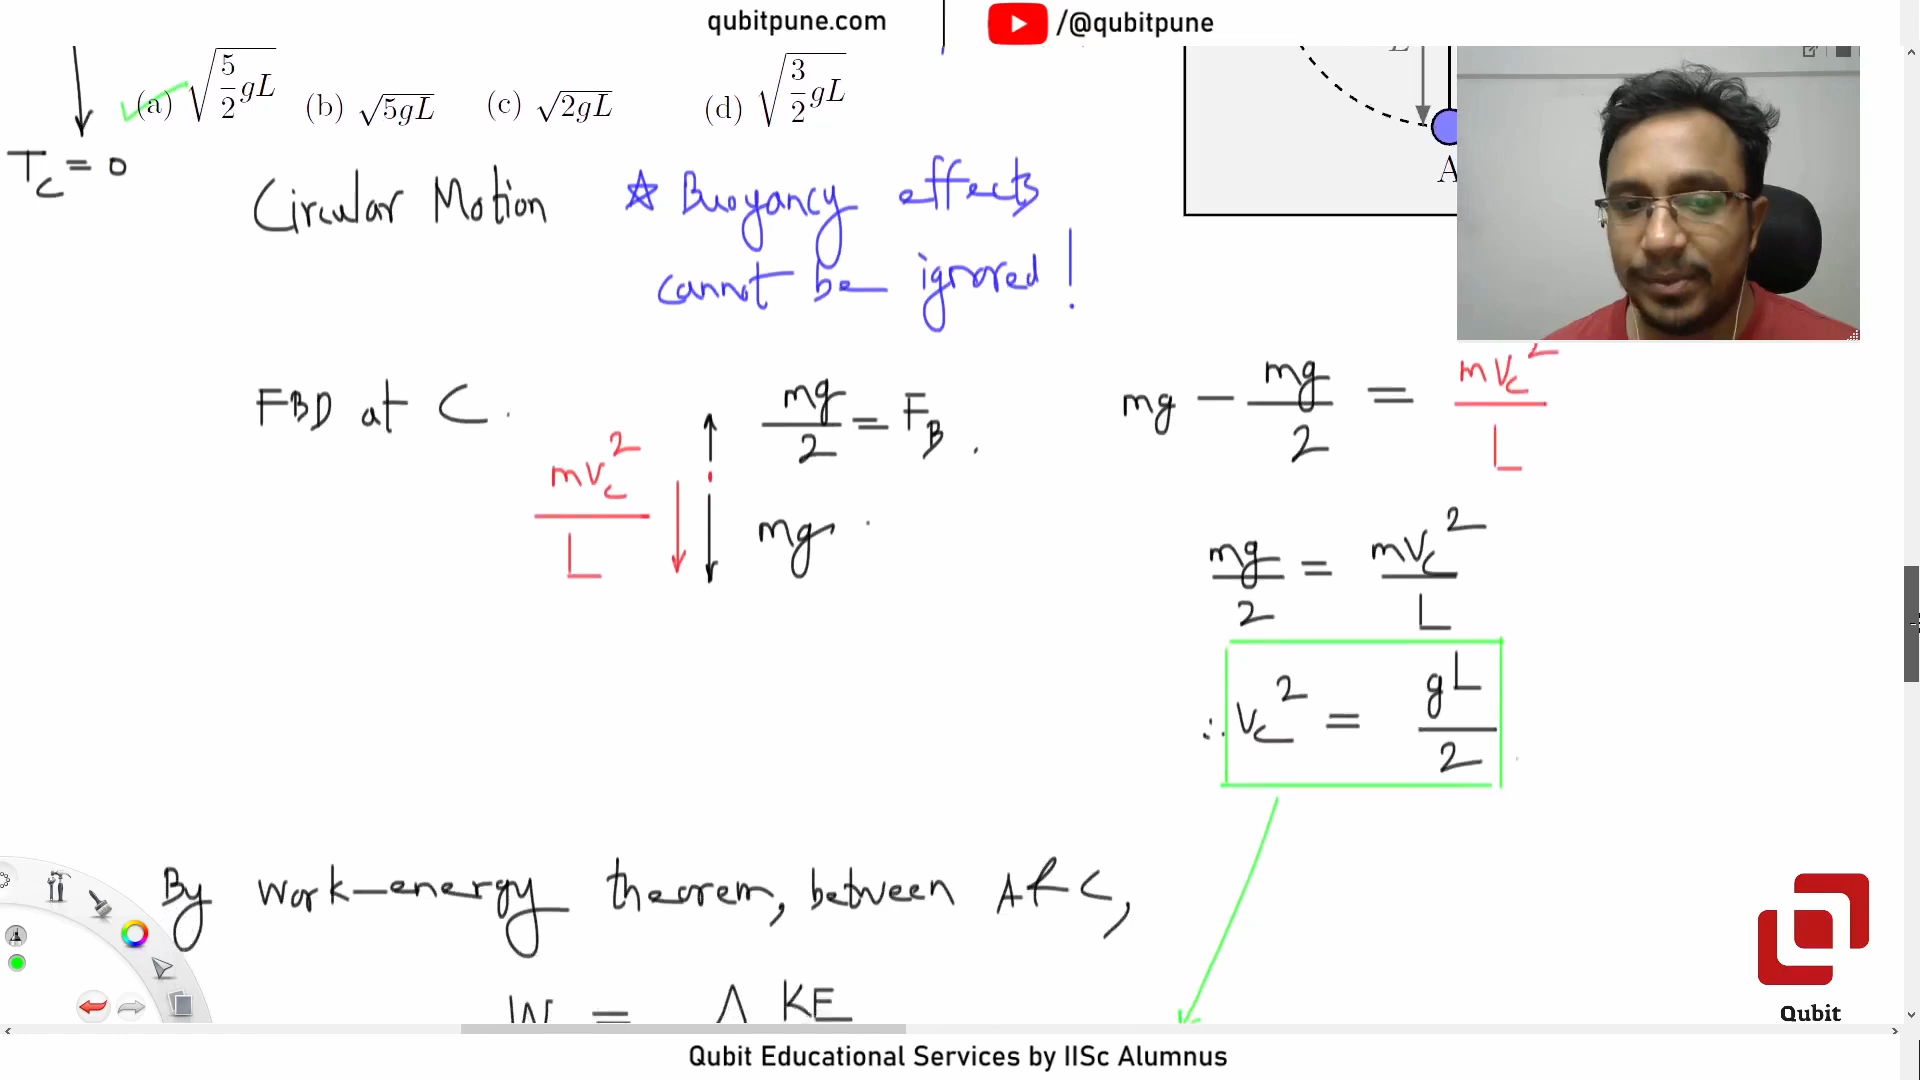 qubitpune.com /@qubitpune
(a) √(5/2 gL) (b) √5gL (c) √2gL (d) √(3/2 gL)
A
T_C = 0
Circular Motion ☆ Buoyancy effects
cannot be ignored!
FBD at C.
mg/2 = F_B.
mv_C²/L
mg
mg − mg/2 = mv_C²/L
mg/2 = mv_C²/L
∴ v_C² = gL/2
By work-energy theorem, between A & C,
W = Δ KE
Qubit
Qubit Educational Services by IISc Alumnus